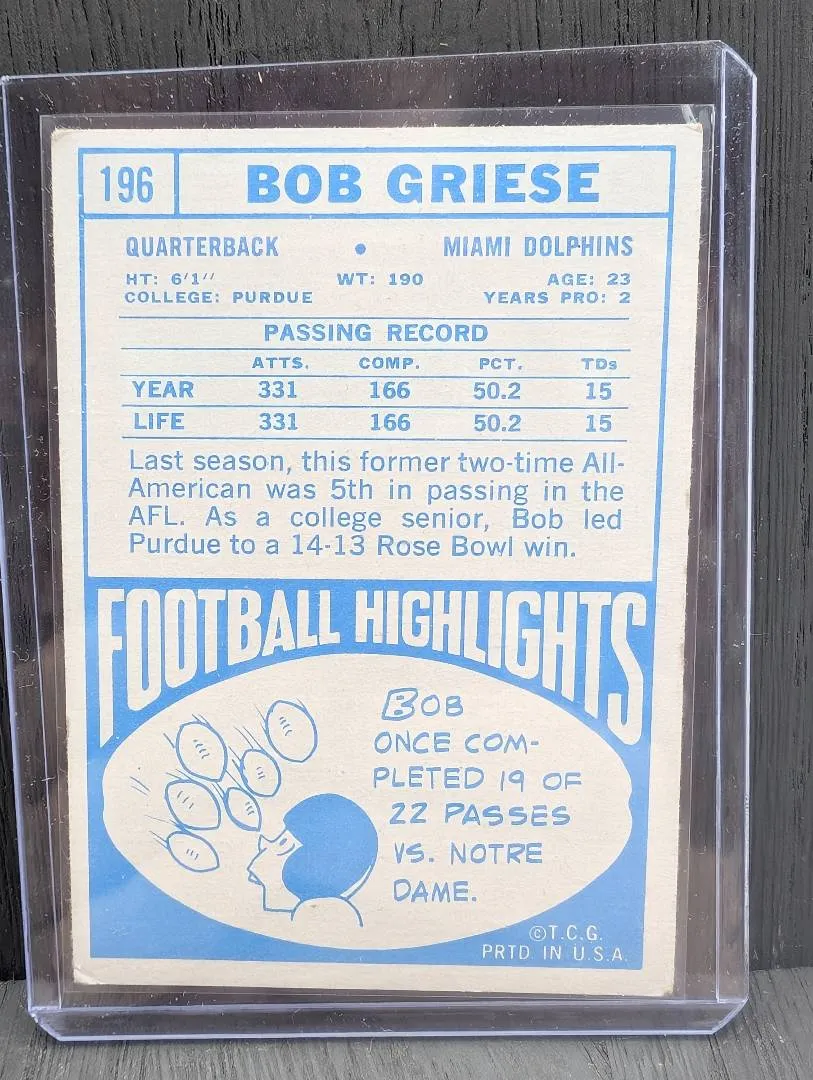 196 BOB GRIESE
QUARTERBACK • MIAMI DOLPHINS
HT: 6'1" WT: 190 AGE: 23
COLLEGE: PURDUE YEARS PRO: 2
PASSING RECORD
ATTS. COMP. PCT. TDs
YEAR 331 166 50.2 15
LIFE 331 166 50.2 15
Last season, this former two-time All-
American was 5th in passing in the
AFL. As a college senior, Bob led
Purdue to a 14-13 Rose Bowl win.
FOOTBALL HIGHLIGHTS
BOB
ONCE COM-
PLETED 19 OF
22 PASSES
VS. NOTRE
DAME.
©T.C.G.
PRTD. IN U.S.A.